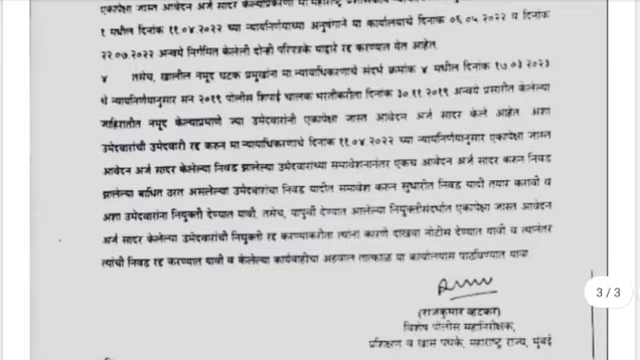 एकापेक्षा जास्त आवेदन अर्ज सादर केल्याप्रकरणी मा महाराष्ट्र प्रशासकीय
१ मधील दिनांक ११.०४.२०२२ च्या न्यायनिर्णयाच्या अनुषंगाने या कार्यालयाचे दिनांक ०६.०५.२०२२ व दिनांक
२२.०७.२०२२ अन्वये निर्गमित केलेली दोन्ही परिपत्रके याद्वारे रद्द करण्यात येत आहेत.
४ तसेच, खालील नमूद घटक प्रमुखांना मा न्यायाधिकरणाचे संदर्भ क्रमांक ४ मधील दिनांक १७.०३.२०२३
चे न्यायनिर्णयानुसार सन २०१९ पोलीस शिपाई चालक भरतीकरीता दिनांक ३०.११.२०१९ अन्वये प्रसारीत केलेल्या
जाहिरातीत नमूद केल्याप्रमाणे ज्या उमेदवारांनी एकापेक्षा जास्त आवेदन अर्ज सादर केले आहेत. अशा
उमेदवारांची उमेदवारी रद्द करुन मा न्यायाधिकरणाचे दिनांक ११.०४.२०२२ च्या न्यायनिर्णयानुसार एकापेक्षा जास्त
आवेदन अर्ज सादर केलेल्या निवड झालेल्या उमेदवारांच्या समावेशनानंतर एकच आवेदन अर्ज सादर करुन निवड
झालेल्या बाधित ठरत असलेल्या उमेदवारांचा निवड यादीत समावेश करुन सुधारीत निवड यादी तयार करावी व
अशा उमेदवारांना नियुक्ती देण्यात यावी. तसेच, यापुर्वी देण्यात आलेल्या नियुक्तीसंदर्भात एकापेक्षा जास्त आवेदन
अर्ज सादर केलेल्या उमेदवारांची नियुक्ती रद्द करण्याकरीता त्यांना कारणे दाखवा नोटीस देण्यात यावी व त्यानंतर
त्यांची निवड रद्द करण्यात यावी व केलेल्या कार्यवाहीचा अहवाल तात्काळ या कार्यालयास पाठविण्यात यावा
(राजकुमार व्हटकर)
विशेष पोलीस महानिरीक्षक,
प्रशिक्षण व खास पथके, महाराष्ट्र राज्य, मुंबई
3 / 3